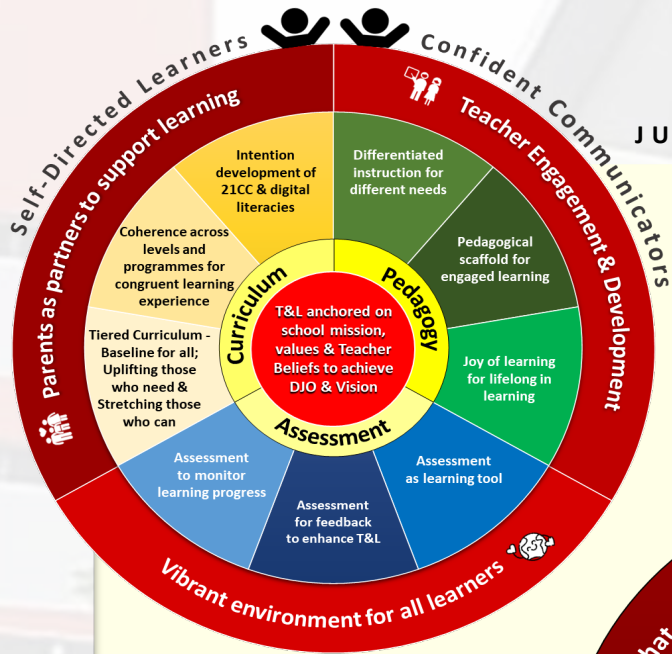 Self-Directed Learners
Confident Communicators
JU
Parents as partners to support learning
Teacher Engagement & Development
Vibrant environment for all learners
Intention
development of
21CC & digital
literacies
Differentiated
instruction for
different needs
Coherence across
levels and
programmes for
congruent learning
experience
Pedagogical
scaffold for
engaged learning
Tiered Curriculum -
Baseline for all;
Uplifting those
who need &
Stretching those
who can
Joy of learning
for lifelong in
learning
Curriculum
Pedagogy
Assessment
T&L anchored on
school mission,
values & Teacher
Beliefs to achieve
DJO & Vision
Assessment
to monitor
learning progress
Assessment
for feedback
to enhance T&L
Assessment
as learning tool
hat